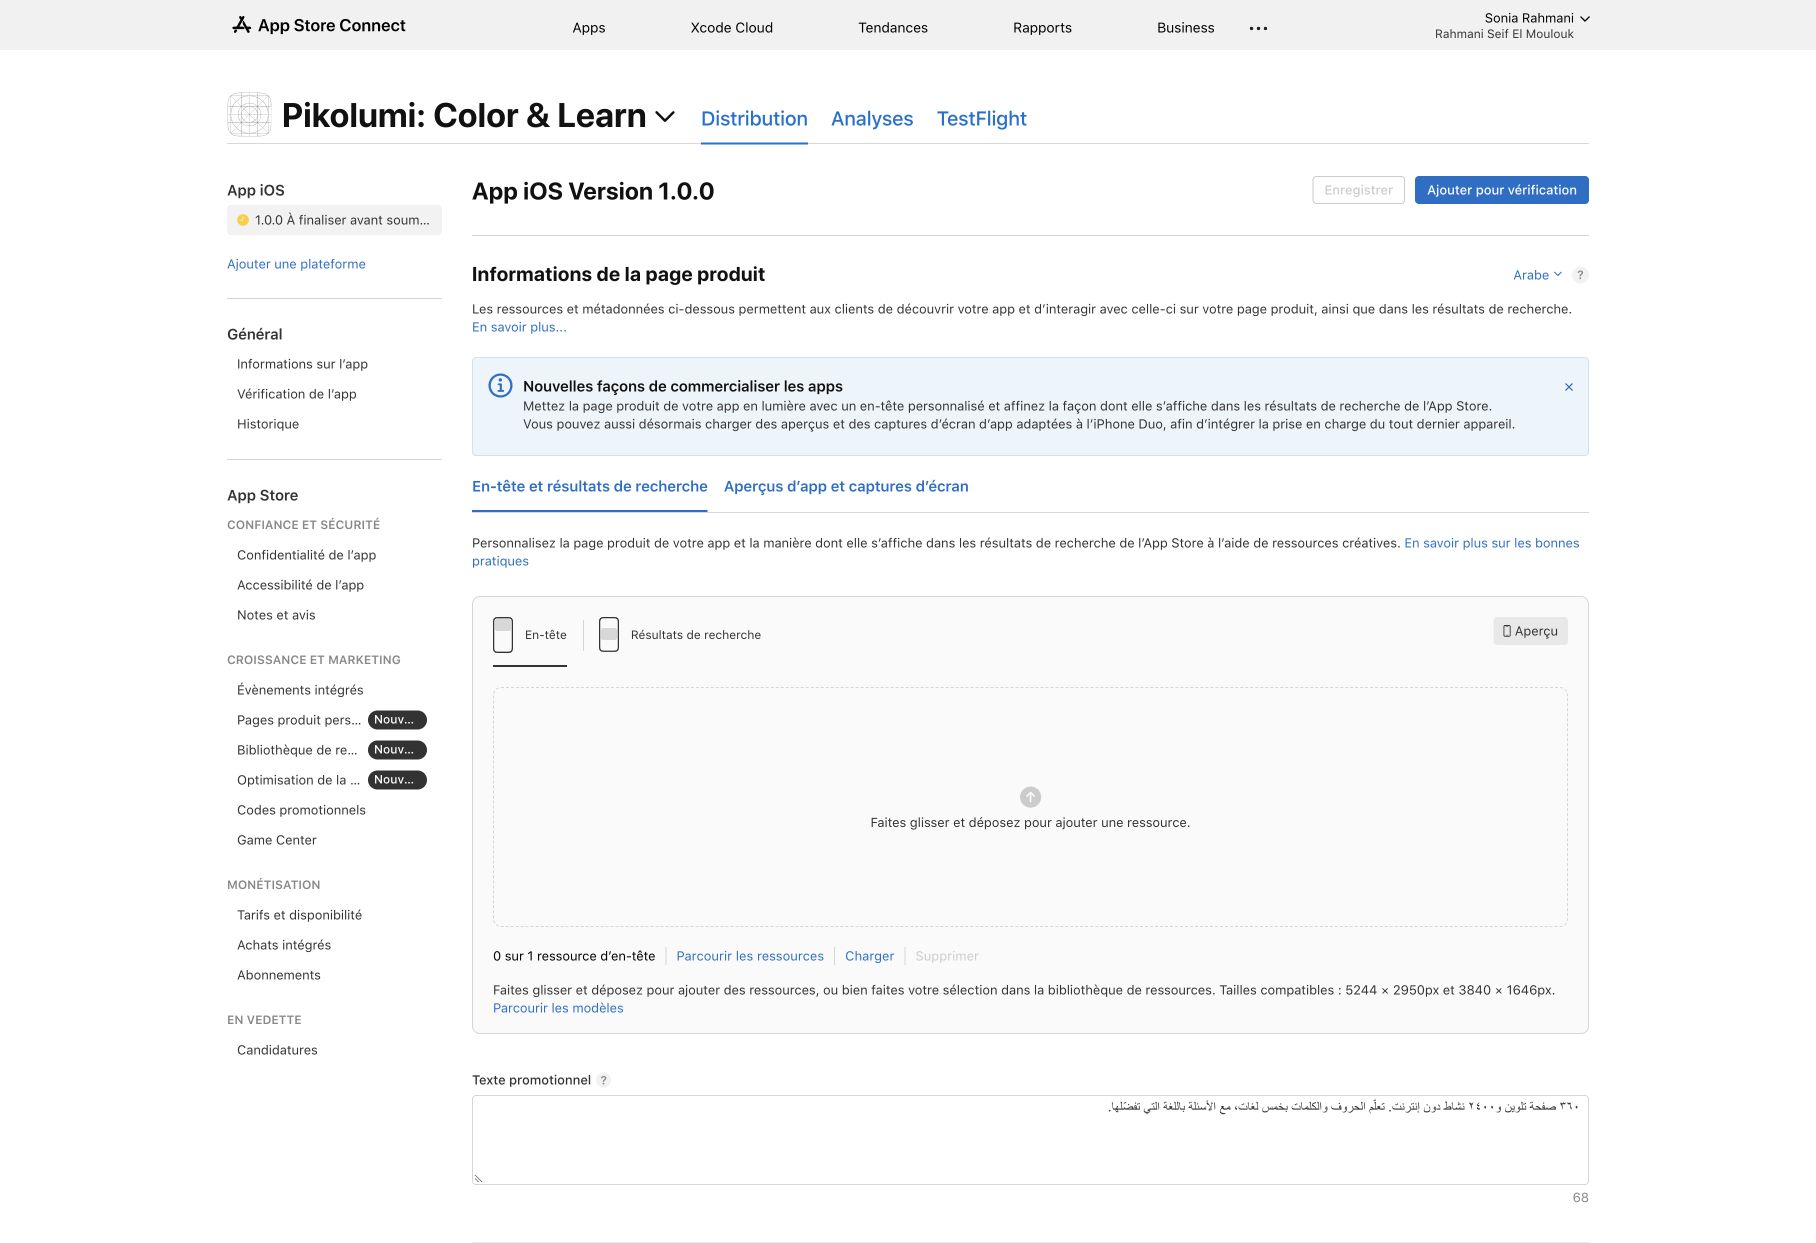 App Store Connect
Apps
Xcode Cloud
Tendances
Rapports
Business
Sonia Rahmani
Rahmani Seif El Moulouk
Pikolumi: Color & Learn
Distribution
Analyses
TestFlight
App iOS
1.0.0 À finaliser avant soum...
Ajouter une plateforme
Général
Informations sur l’app
Vérification de l’app
Historique
App Store
CONFIANCE ET SÉCURITÉ
Confidentialité de l’app
Accessibilité de l’app
Notes et avis
CROISSANCE ET MARKETING
Évènements intégrés
Pages produit pers... Nouv...
Bibliothèque de re... Nouv...
Optimisation de la ... Nouv...
Codes promotionnels
Game Center
MONÉTISATION
Tarifs et disponibilité
Achats intégrés
Abonnements
EN VEDETTE
Candidatures
App iOS Version 1.0.0
Enregistrer
Ajouter pour vérification
Informations de la page produit
Arabe
?
Les ressources et métadonnées ci-dessous permettent aux clients de découvrir votre app et d’interagir avec celle-ci sur votre page produit, ainsi que dans les résultats de recherche.
En savoir plus...
Nouvelles façons de commercialiser les apps
Mettez la page produit de votre app en lumière avec un en-tête personnalisé et affinez la façon dont elle s’affiche dans les résultats de recherche de l’App Store.
Vous pouvez aussi désormais charger des aperçus et des captures d’écran d’app adaptées à l’iPhone Duo, afin d’intégrer la prise en charge du tout dernier appareil.
En-tête et résultats de recherche
Aperçus d’app et captures d’écran
Personnalisez la page produit de votre app et la manière dont elle s’affiche dans les résultats de recherche de l’App Store à l’aide de ressources créatives. En savoir plus sur les bonnes
pratiques
En-tête
Résultats de recherche
Aperçu
Faites glisser et déposez pour ajouter une ressource.
0 sur 1 ressource d’en-tête
Parcourir les ressources
Charger
Supprimer
Faites glisser et déposez pour ajouter des ressources, ou bien faites votre sélection dans la bibliothèque de ressources. Tailles compatibles : 5244 × 2950px et 3840 × 1646px.
Parcourir les modèles
Texte promotionnel ?
٣٦٠ صفحة تلوين و٢٤٠٠ نشاط دون إنترنت. تعلّم الحروف والكلمات بخمس لغات، مع الأسئلة باللغة التي تفضّلها.
68